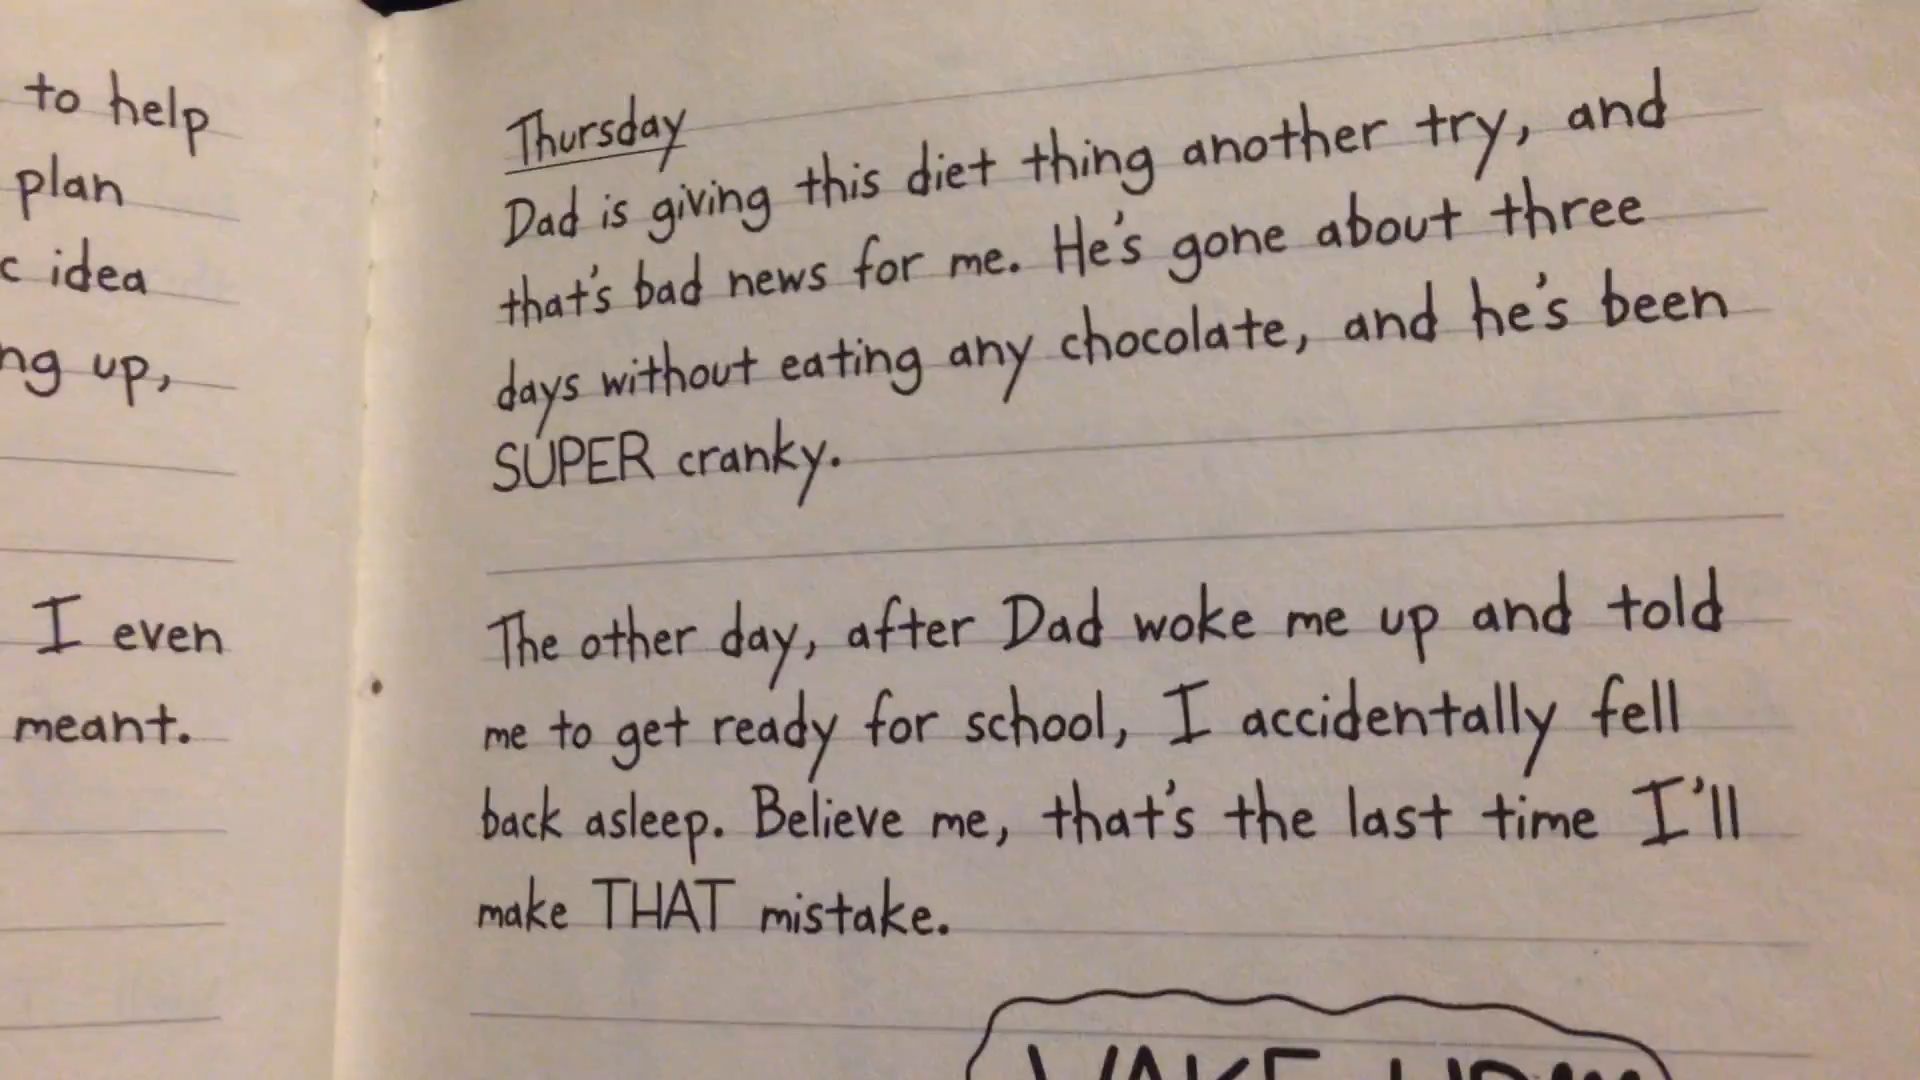 to help
plan
c idea
ng up,
I even
meant.
Thursday
Dad is giving this diet thing another try, and
that's bad news for me. He's gone about three
days without eating any chocolate, and he's been
SUPER cranky.
The other day, after Dad woke me up and told
me to get ready for school, I accidentally fell
back asleep. Believe me, that's the last time I'll
make THAT mistake.
WAKE UP